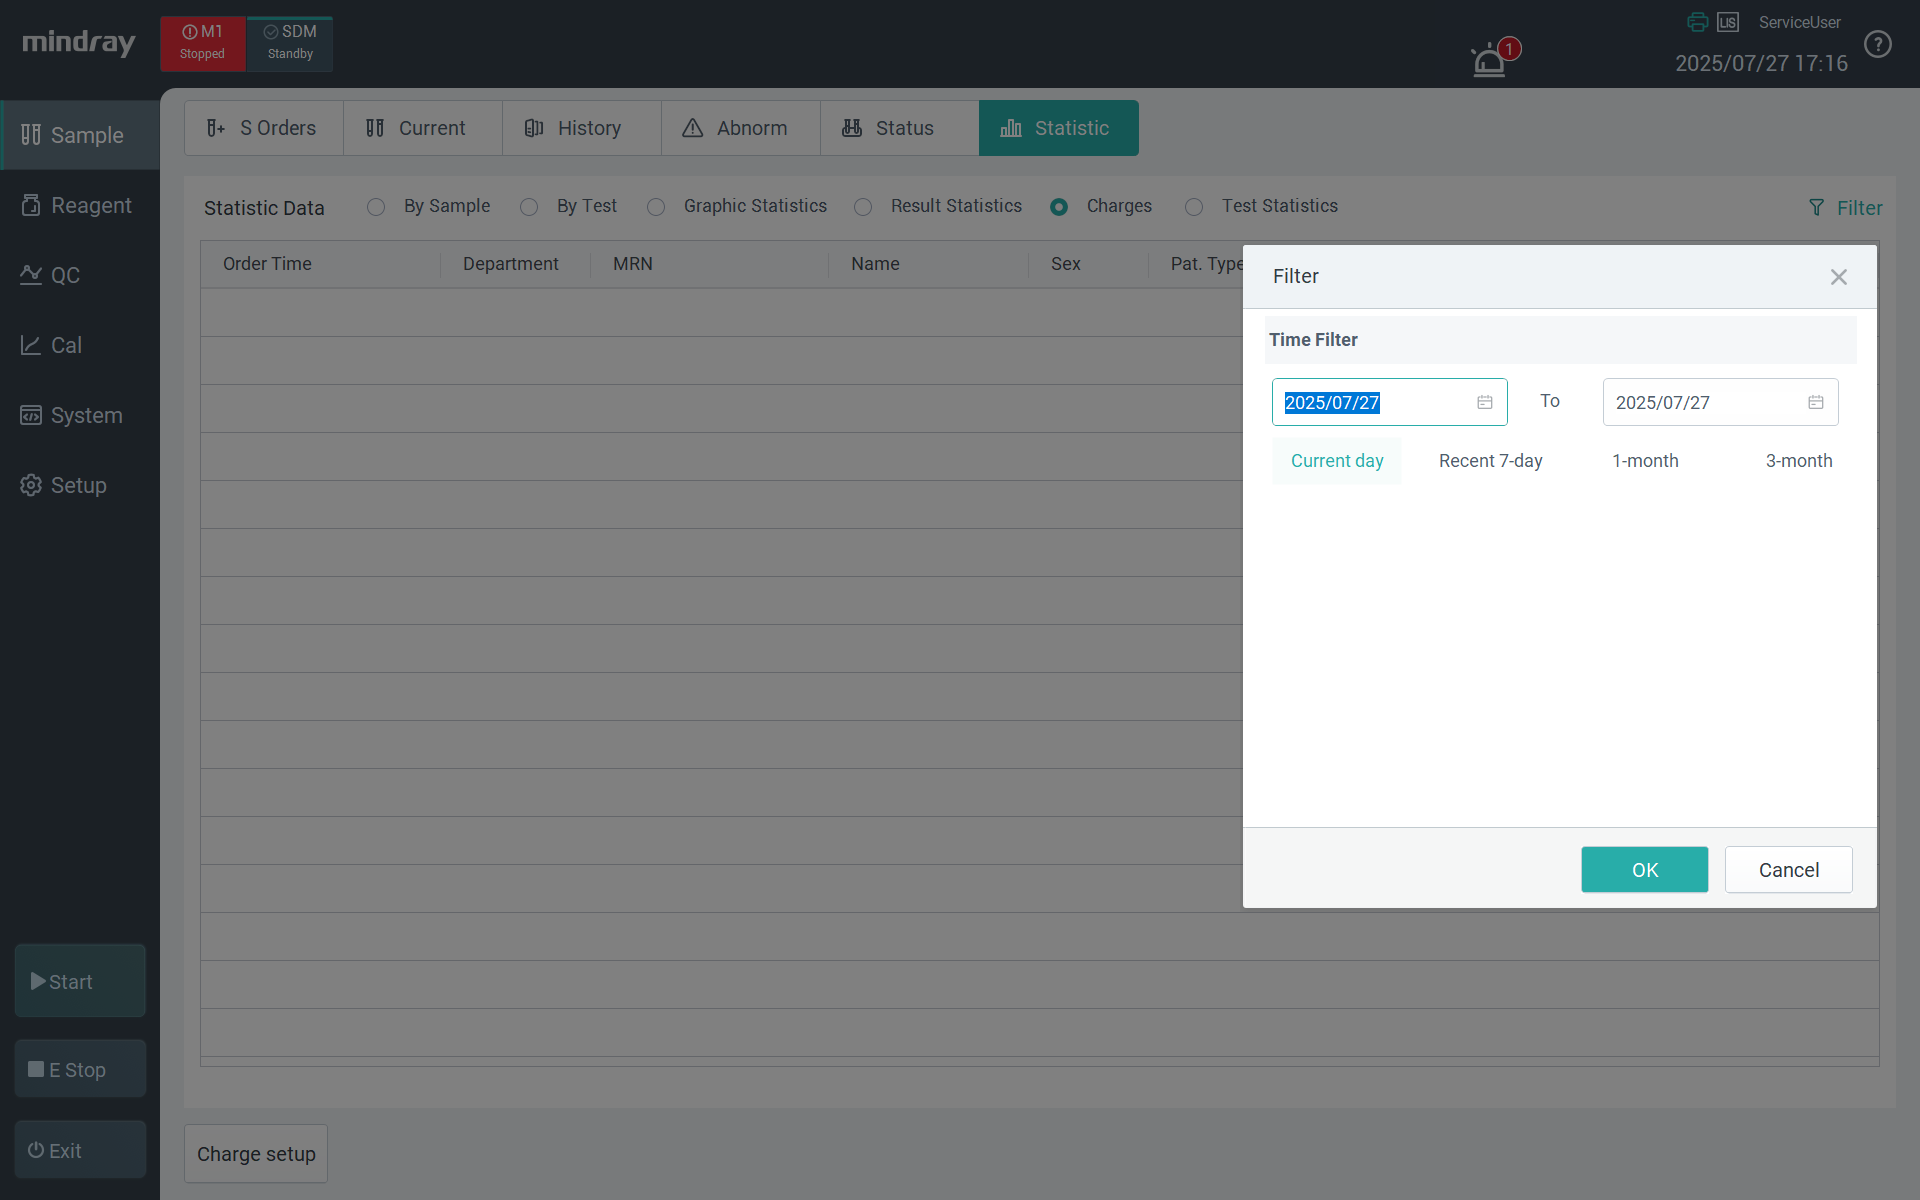 mindray
M1
Stopped
SDM
Standby
1
LIS
ServiceUser
2025/07/27 17:16
?
Sample
Reagent
QC
Cal
System
Setup
Start
E Stop
Exit
S Orders
Current
History
Abnorm
Status
Statistic
Statistic Data
By Sample
By Test
Graphic Statistics
Result Statistics
Charges
Test Statistics
Filter
Order Time
Department
MRN
Name
Sex
Pat. Type
Filter
Time Filter
2025/07/27
To
2025/07/27
Current day
Recent 7-day
1-month
3-month
OK
Cancel
Charge setup